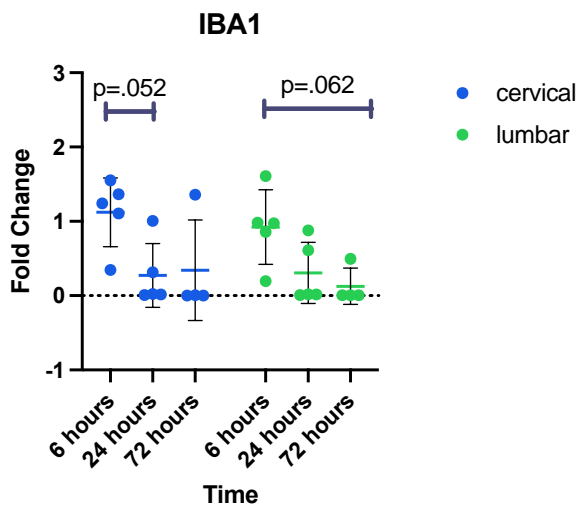 IBA1
3
2
1
0
-1
Fold Change
p=.052
p=.062
cervical
lumbar
6 hours
24 hours
72 hours
6 hours
24 hours
72 hours
Time